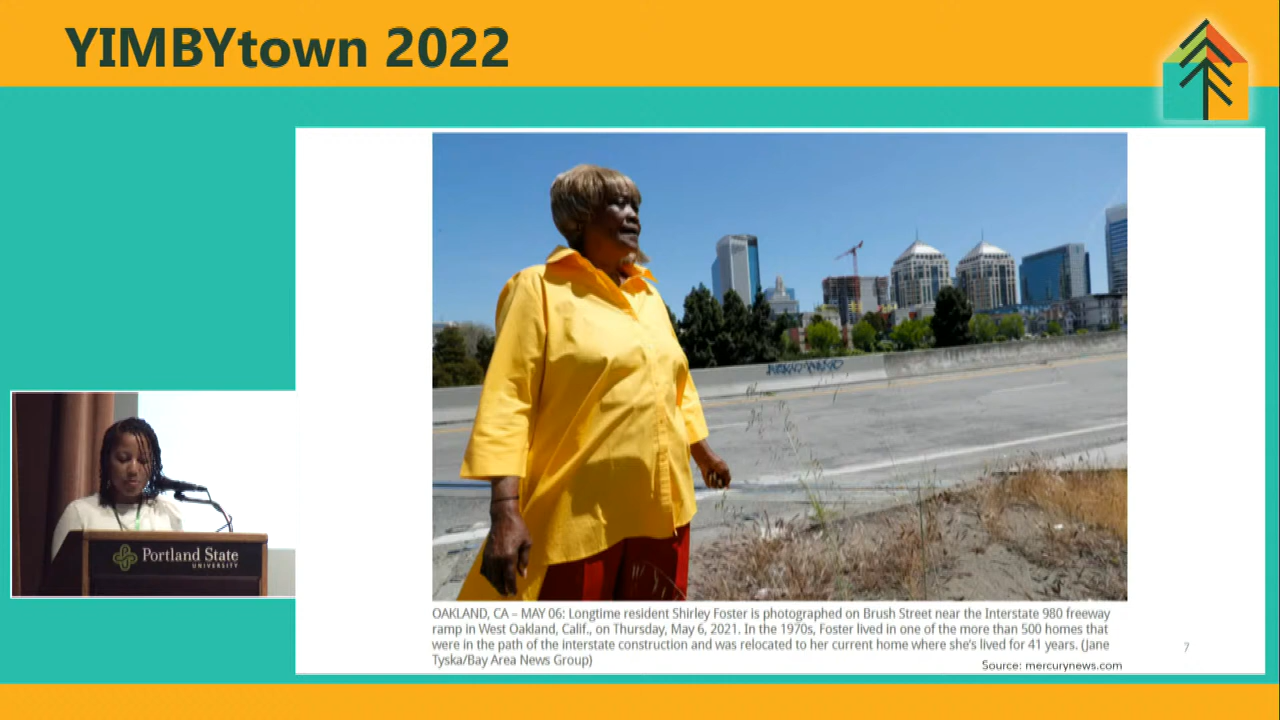 YIMBYtown 2022
OAKLAND, CA – MAY 06: Longtime resident Shirley Foster is photographed on Brush Street near the Interstate 980 freeway
ramp in West Oakland, Calif., on Thursday, May 6, 2021. In the 1970s, Foster lived in one of the more than 500 homes that
were in the path of the interstate construction and was relocated to her current home where she's lived for 41 years. (Jane
Tyska/Bay Area News Group)
Source: mercurynews.com
7
Portland State
UNIVERSITY